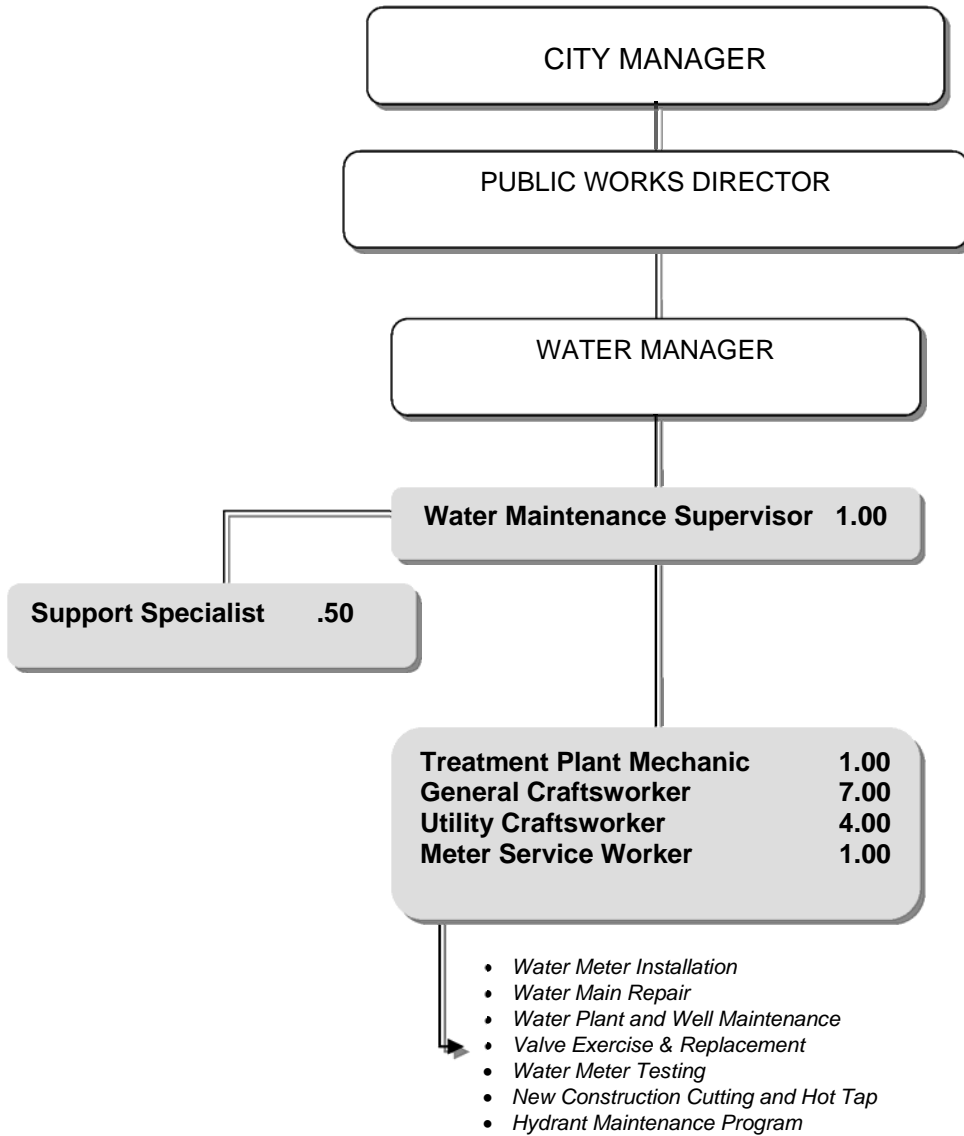 CITY MANAGER
PUBLIC WORKS DIRECTOR
WATER MANAGER
Water Maintenance Supervisor 1.00
Support Specialist .50
Treatment Plant Mechanic 1.00
General Craftsworker 7.00
Utility Craftsworker 4.00
Meter Service Worker 1.00
• Water Meter Installation
• Water Main Repair
• Water Plant and Well Maintenance
• Valve Exercise & Replacement
• Water Meter Testing
• New Construction Cutting and Hot Tap
• Hydrant Maintenance Program